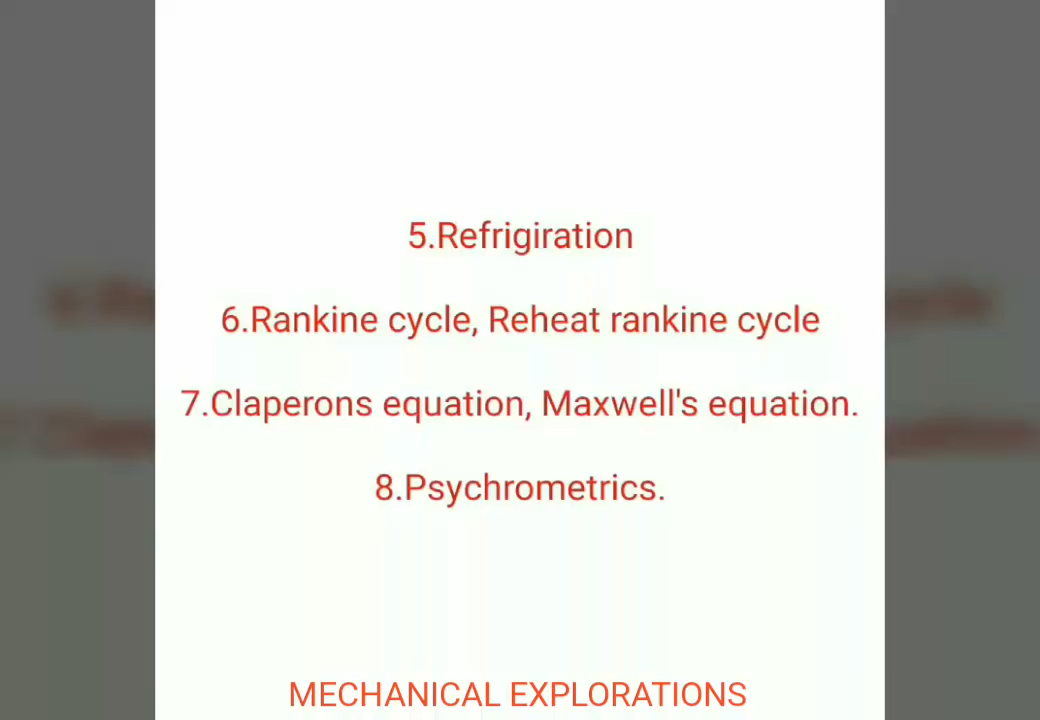 5.Refrigiration
6.Rankine cycle, Reheat rankine cycle
7.Claperons equation, Maxwell's equation.
8.Psychrometrics.
MECHANICAL EXPLORATIONS